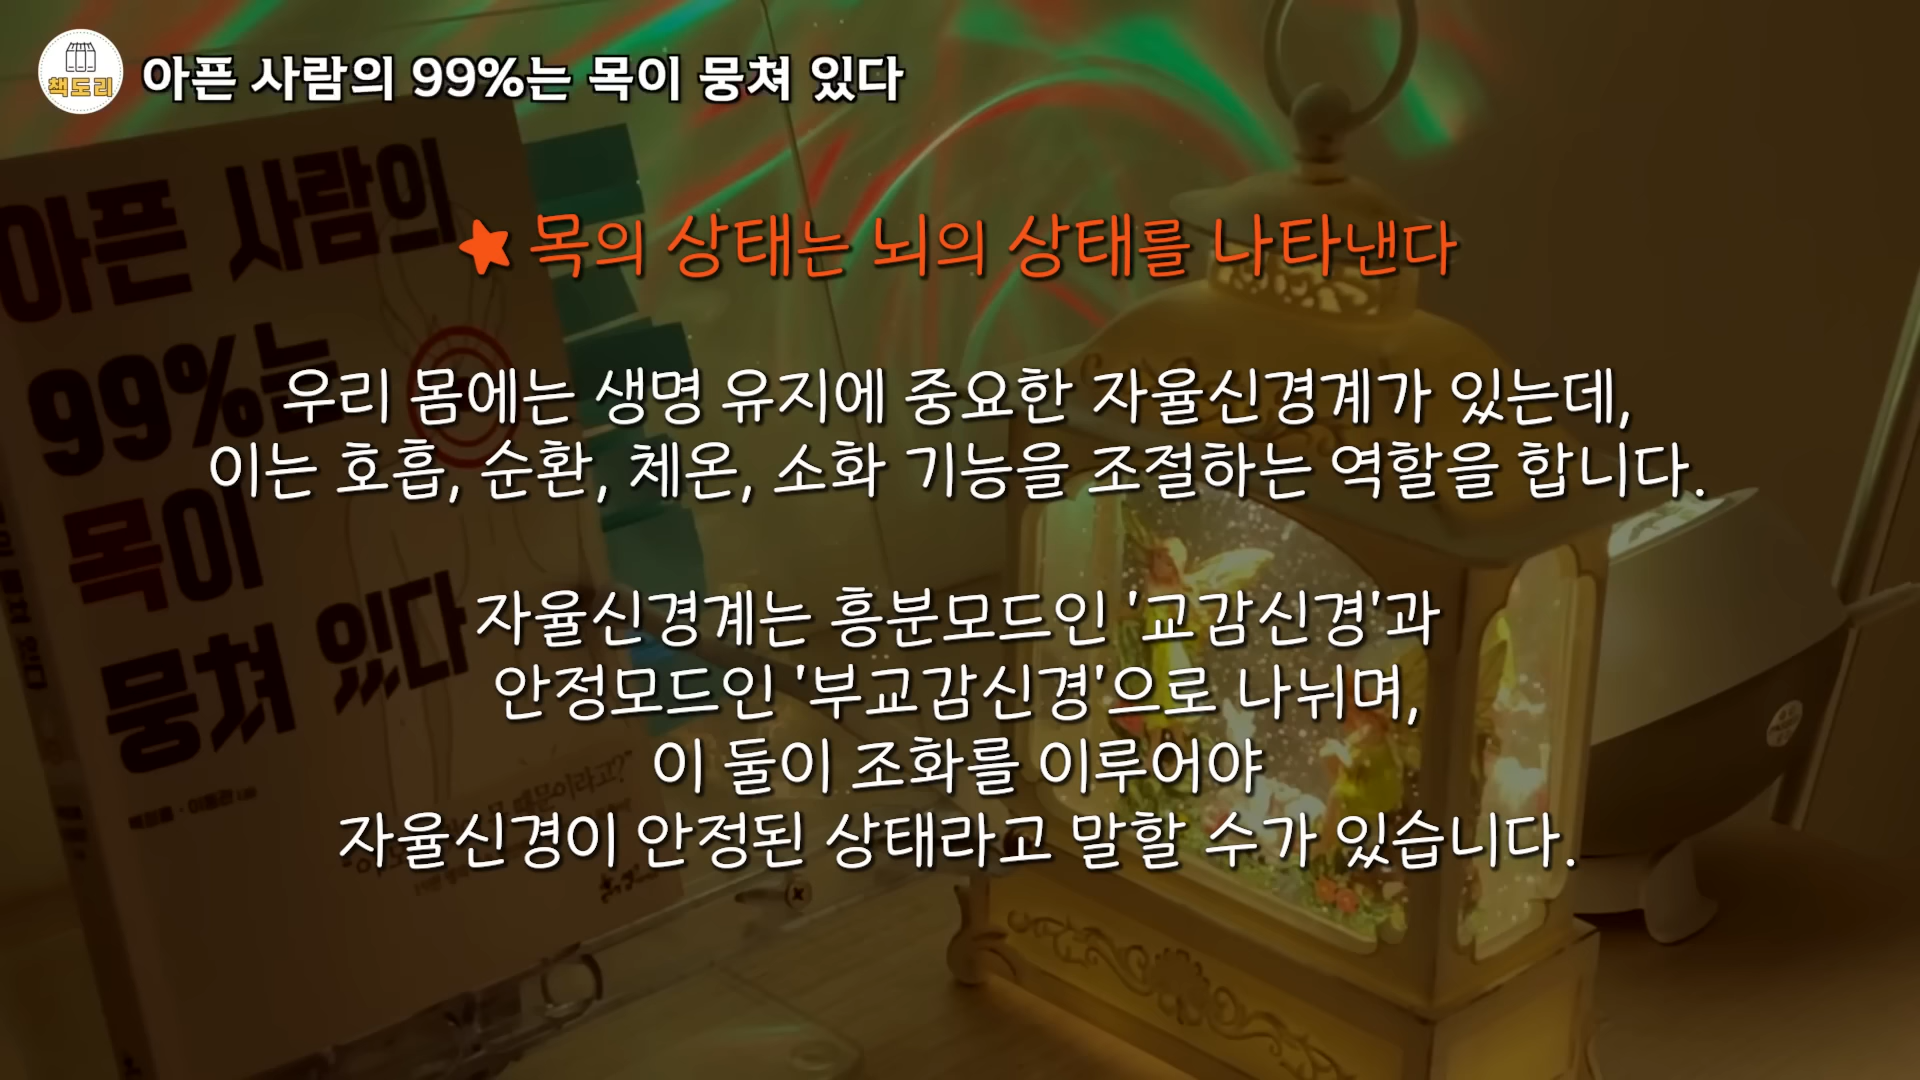 책도리
아픈 사람의 99%는 목이 뭉쳐 있다
★ 목의 상태는 뇌의 상태를 나타낸다
우리 몸에는 생명 유지에 중요한 자율신경계가 있는데,
이는 호흡, 순환, 체온, 소화 기능을 조절하는 역할을 합니다.
자율신경계는 흥분모드인 '교감신경'과
안정모드인 '부교감신경'으로 나뉘며,
이 둘이 조화를 이루어야
자율신경이 안정된 상태라고 말할 수가 있습니다.
아픈 사람의
99%는
목이
뭉쳐 있다
때문이라고?"